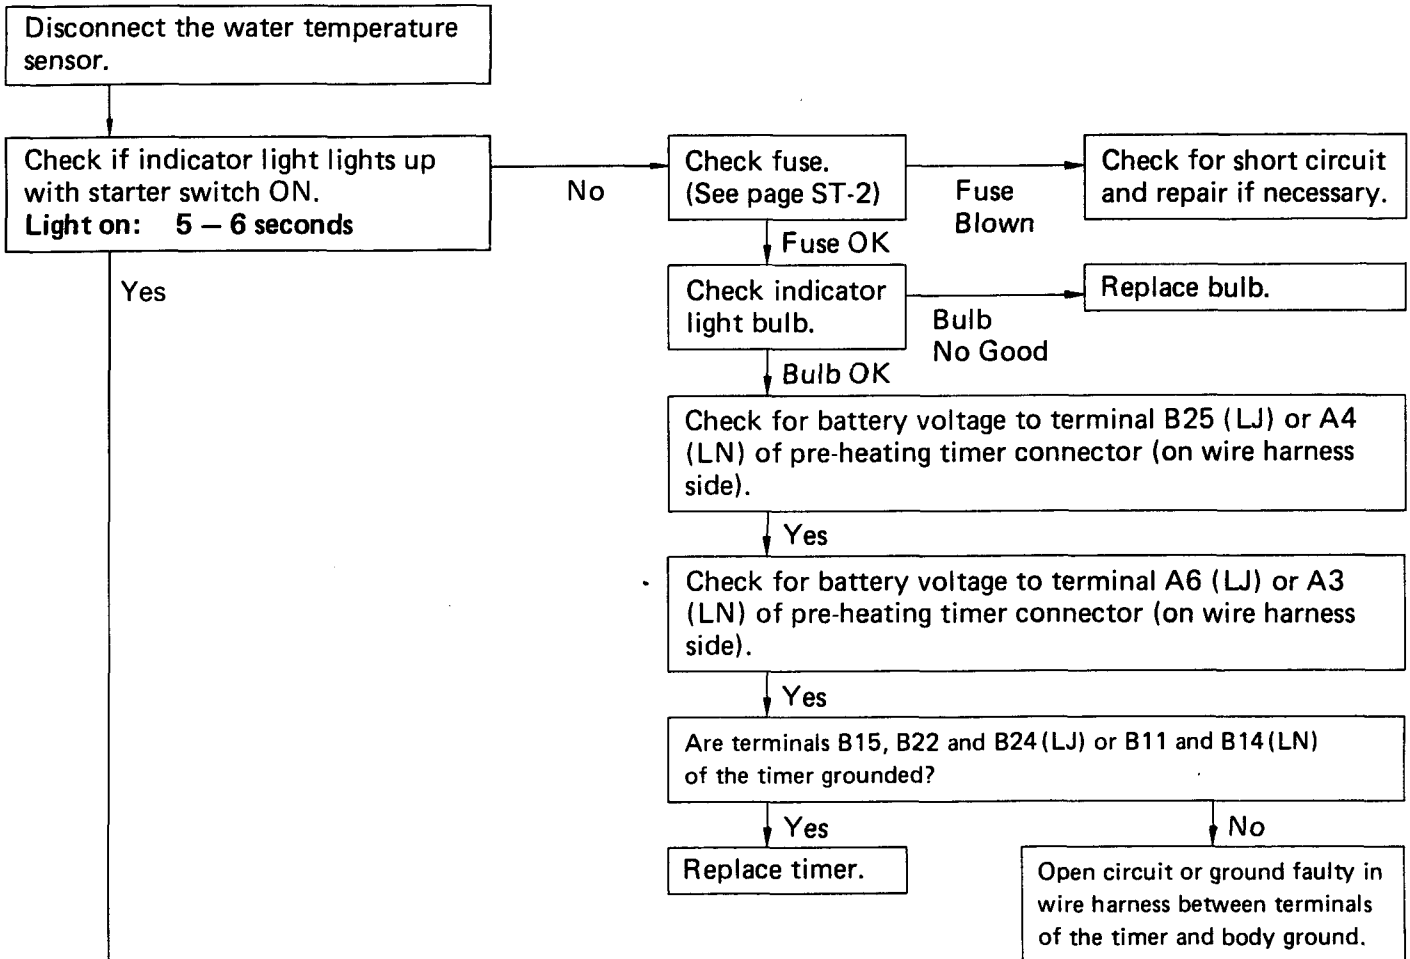 Disconnect the water temperature
sensor.
Check if indicator light lights up
with starter switch ON.
Light on: 5 – 6 seconds
No
Check fuse.
(See page ST-2)
Fuse
Blown
Check for short circuit
and repair if necessary.
Fuse OK
Yes
Check indicator
light bulb.
Bulb
No Good
Replace bulb.
Bulb OK
Check for battery voltage to terminal B25 (LJ) or A4
(LN) of pre-heating timer connector (on wire harness
side).
Yes
Check for battery voltage to terminal A6 (LJ) or A3
(LN) of pre-heating timer connector (on wire harness
side).
Yes
Are terminals B15, B22 and B24(LJ) or B11 and B14(LN)
of the timer grounded?
Yes
No
Replace timer.
Open circuit or ground faulty in
wire harness between terminals
of the timer and body ground.